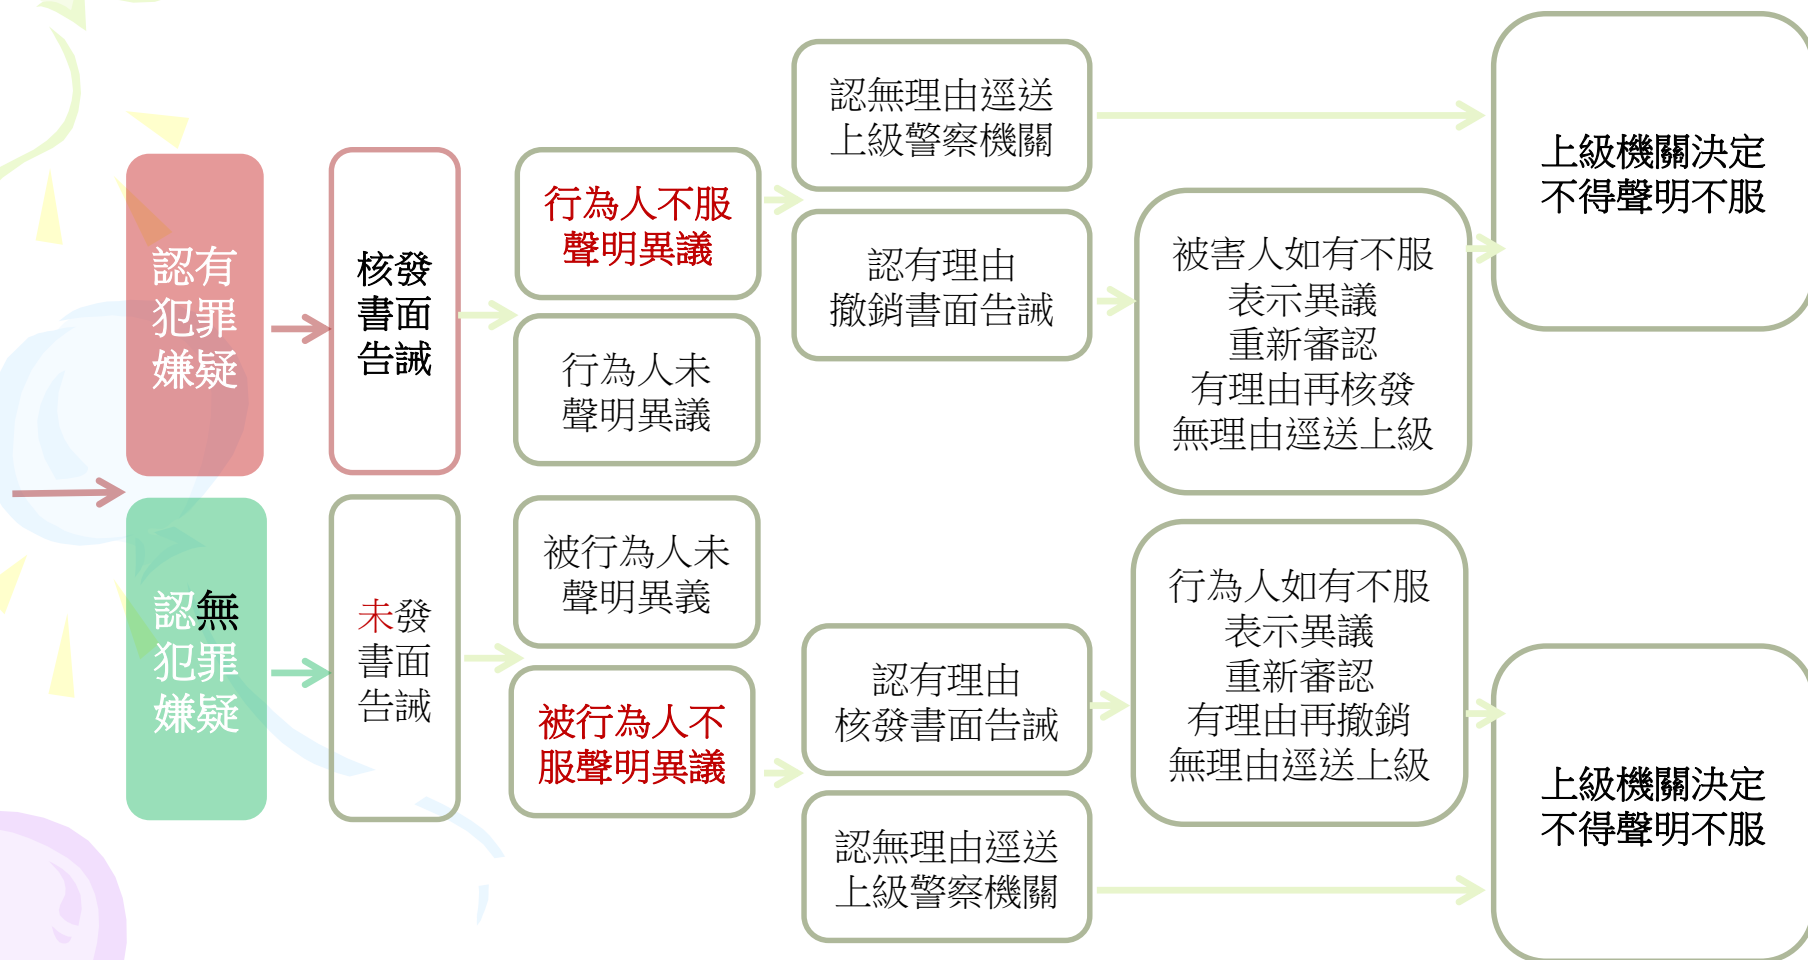 認有
犯罪
嫌疑
核發
書面
告誡
行為人不服
聲明異議
行為人未
聲明異議
認無理由逕送
上級警察機關
認有理由
撤銷書面告誡
被害人如有不服
表示異議
重新審認
有理由再核發
無理由逕送上級
上級機關決定
不得聲明不服
認無
犯罪
嫌疑
未發
書面
告誡
被行為人未
聲明異義
被行為人不
服聲明異議
認有理由
核發書面告誡
認無理由逕送
上級警察機關
行為人如有不服
表示異議
重新審認
有理由再撤銷
無理由逕送上級
上級機關決定
不得聲明不服